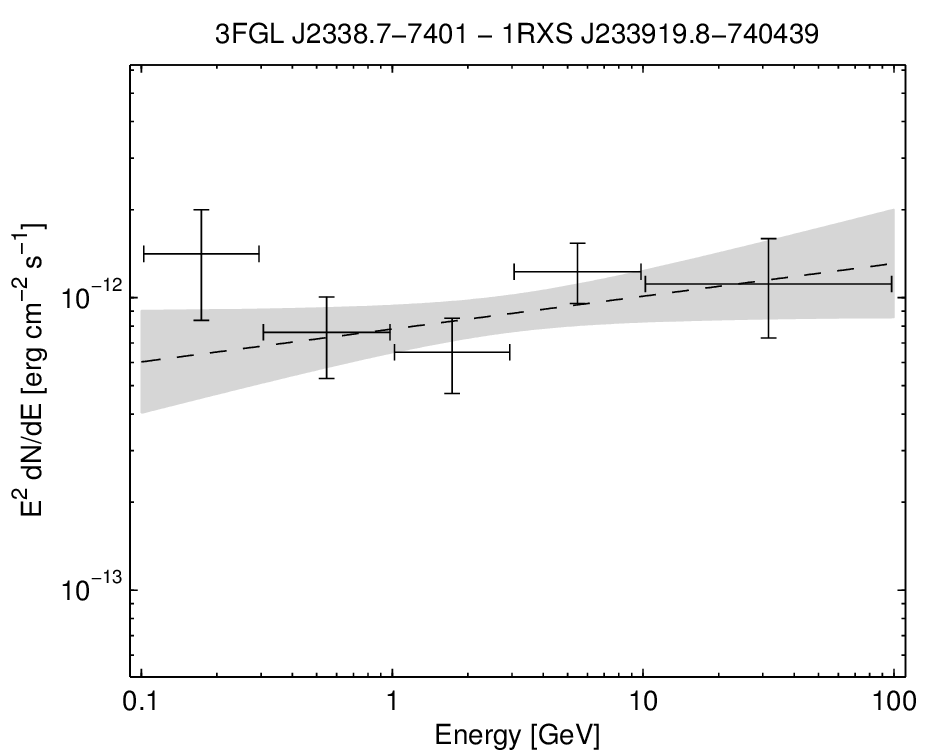 3FGL J2338.7−7401 − 1RXS J233919.8−740439
E² dN/dE [erg cm⁻² s⁻¹]
10⁻¹²
10⁻¹³
0.1 1 10 100
Energy [GeV]